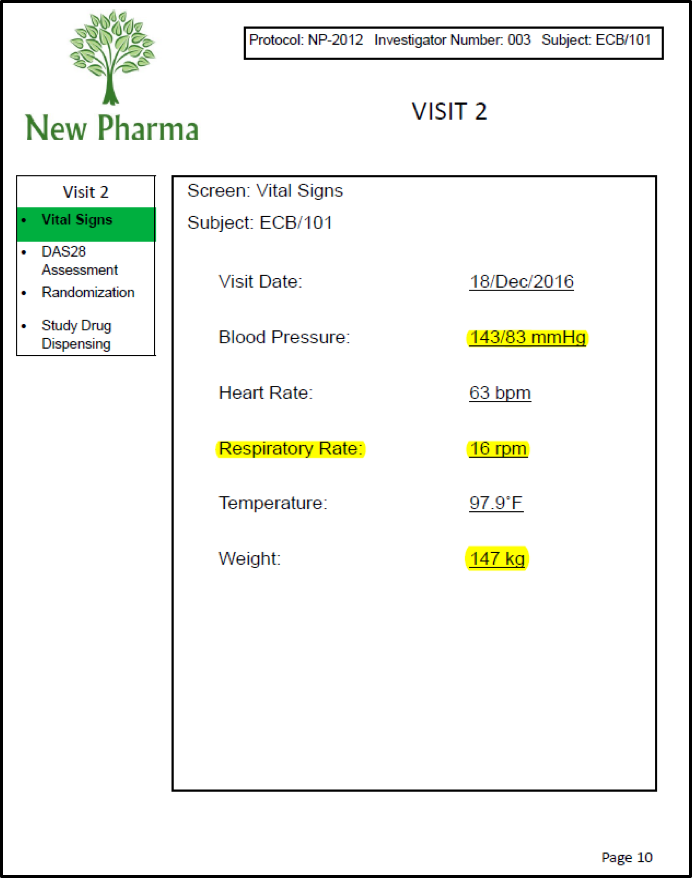 Protocol: NP-2012 Investigator Number: 003 Subject: ECB/101
New Pharma
VISIT 2
Visit 2
• Vital Signs
• DAS28
Assessment
• Randomization
• Study Drug
Dispensing
Screen: Vital Signs
Subject: ECB/101
Visit Date: 18/Dec/2016
Blood Pressure: 143/83 mmHg
Heart Rate: 63 bpm
Respiratory Rate: 16 rpm
Temperature: 97.9°F
Weight: 147 kg
Page 10